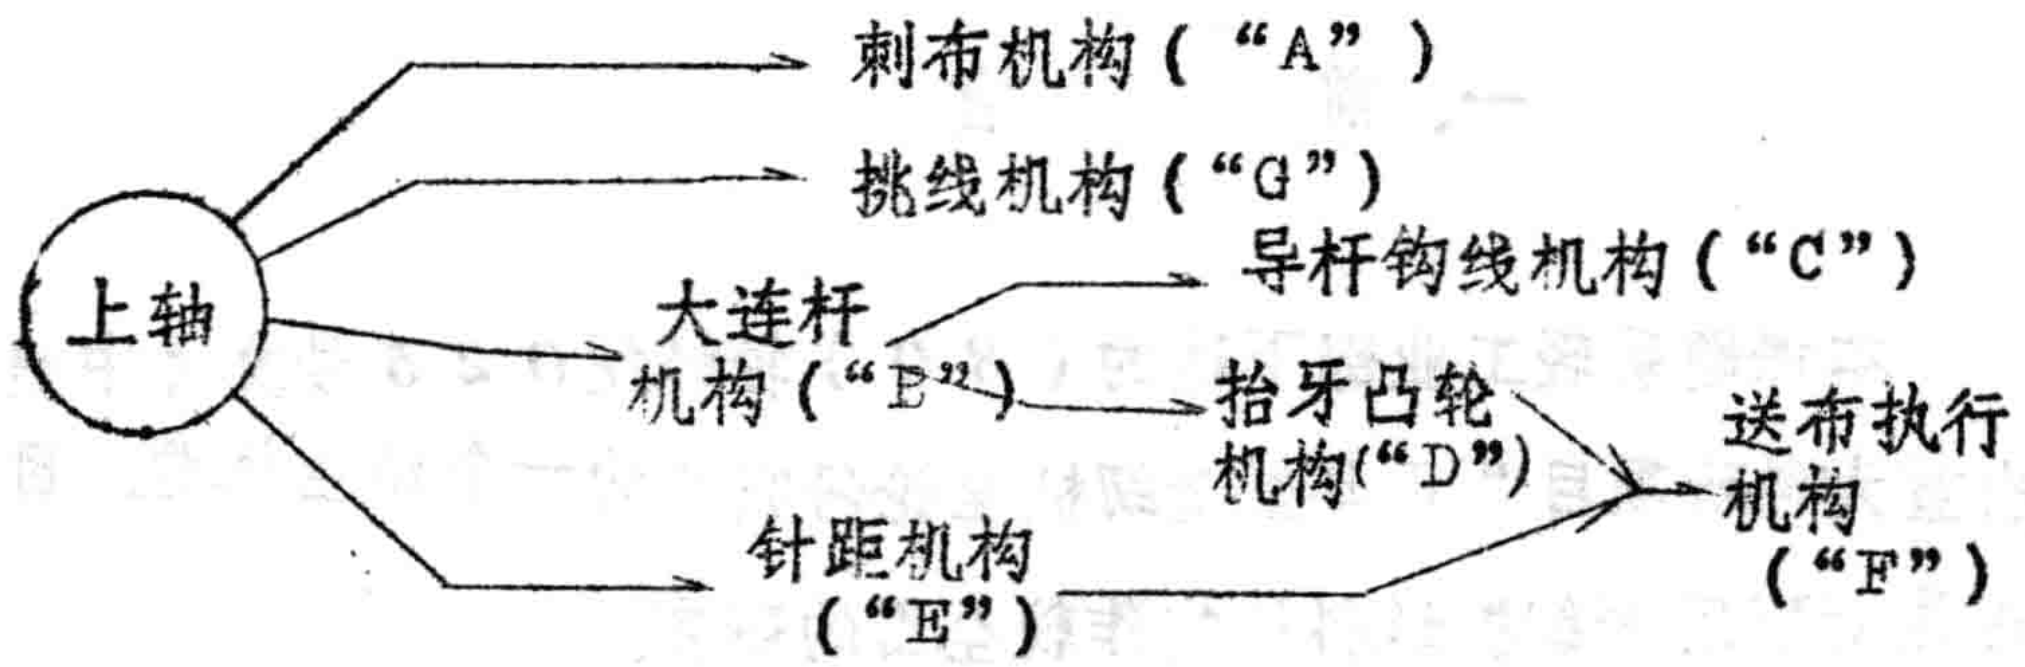 刺布机构（“A”）
挑线机构（“G”）
导杆钩线机构（“C”）
上轴
大连杆
机构（“B”）
抬牙凸轮
机构（“D”）
送布执行
机构
（“F”）
针距机构
（“E”）